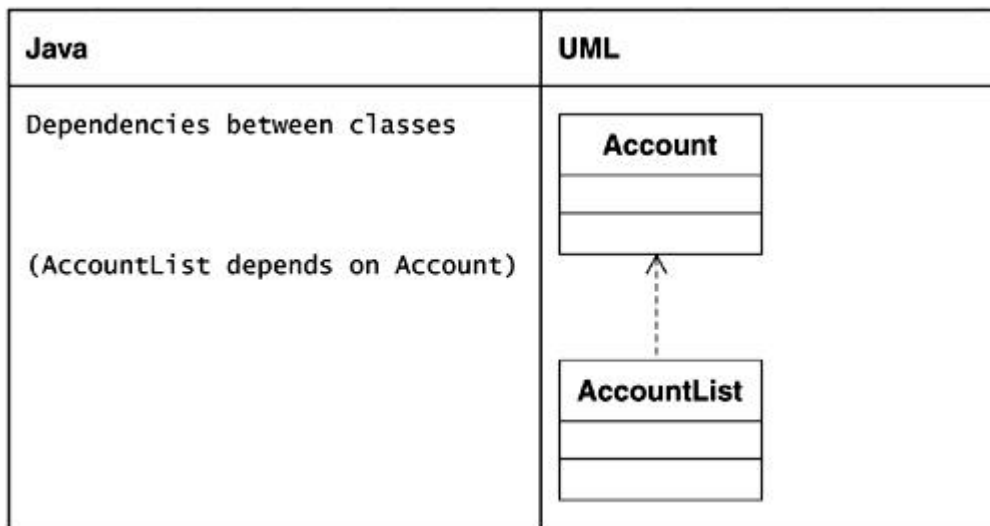 Java
UML
Dependencies between classes
(AccountList depends on Account)
Account
AccountList